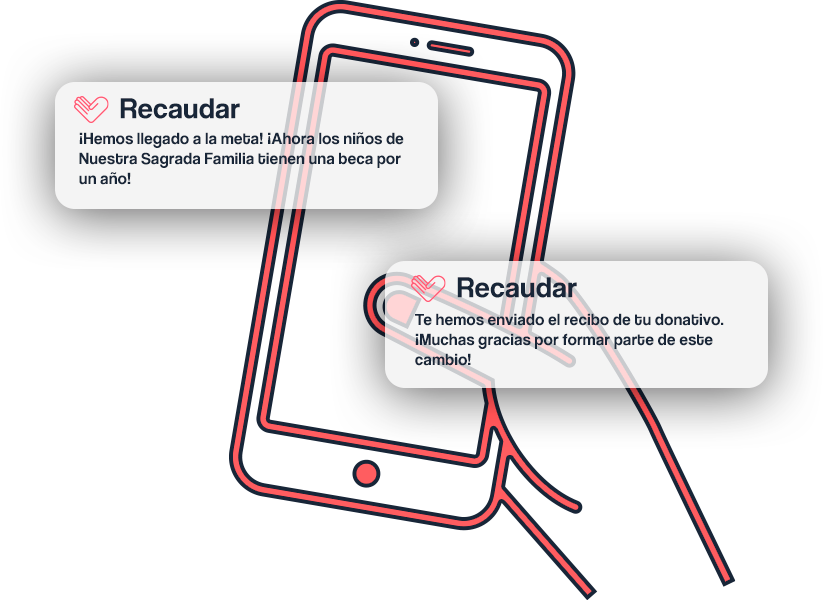 Recaudar
¡Hemos llegado a la meta! ¡Ahora los niños de
Nuestra Sagrada Familia tienen una beca por
un año!
Recaudar
Te hemos enviado el recibo de tu donativo.
¡Muchas gracias por formar parte de este
cambio!